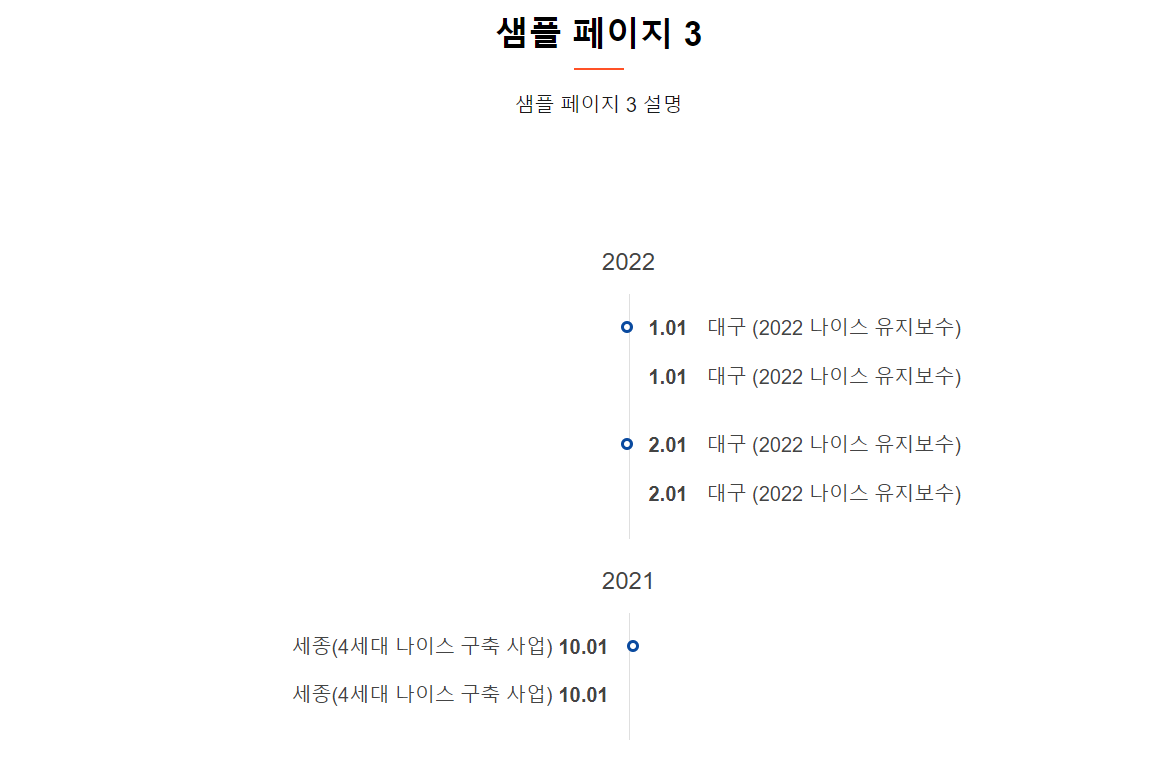 샘플 페이지 3
샘플 페이지 3 설명
2022
1.01 대구 (2022 나이스 유지보수)
1.01 대구 (2022 나이스 유지보수)
2.01 대구 (2022 나이스 유지보수)
2.01 대구 (2022 나이스 유지보수)
2021
세종(4세대 나이스 구축 사업) 10.01
세종(4세대 나이스 구축 사업) 10.01